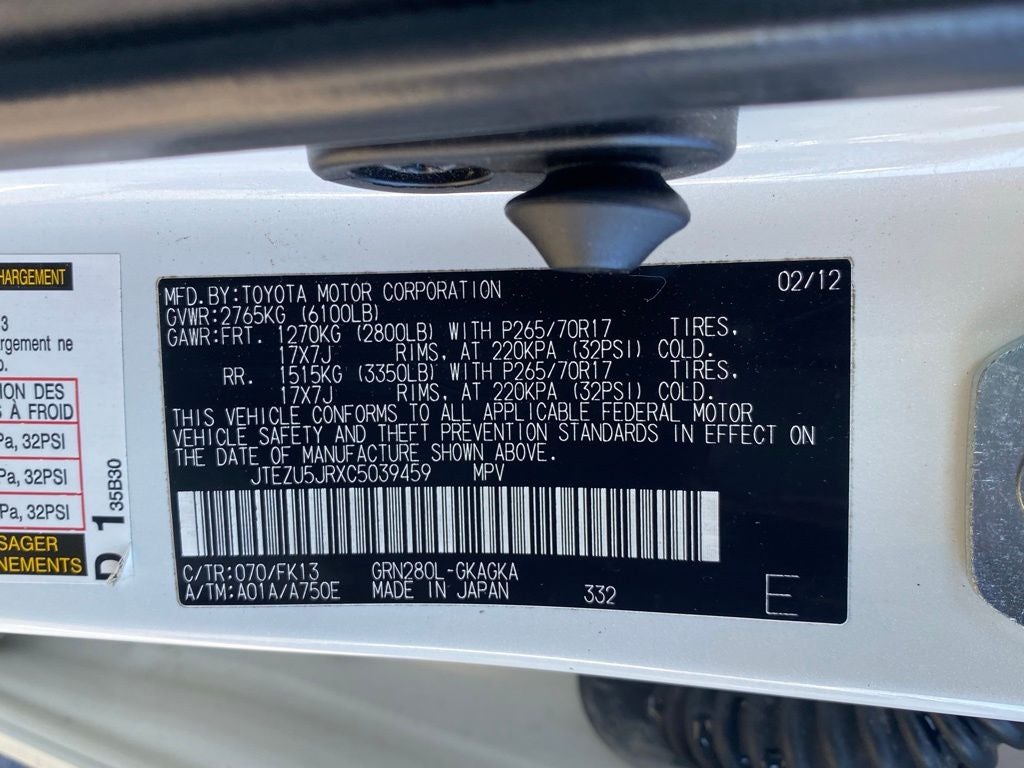 HARGEMENT
3
rgement ne
o.
ION DES
À FROID
Pa, 32PSI
Pa, 32PSI
Pa, 32PSI
SAGER
NEMENTS
D 1 35B30
02/12
MFD.BY:TOYOTA MOTOR CORPORATION
GVWR:2765KG (6100LB)
GAWR:FRT. 1270KG (2800LB) WITH P265/70R17 TIRES,
17X7J RIMS, AT 220KPA (32PSI) COLD.
RR. 1515KG (3350LB) WITH P265/70R17 TIRES,
17X7J RIMS, AT 220KPA (32PSI) COLD.
THIS VEHICLE CONFORMS TO ALL APPLICABLE FEDERAL MOTOR
VEHICLE SAFETY AND THEFT PREVENTION STANDARDS IN EFFECT ON
THE DATE OF MANUFACTURE SHOWN ABOVE.
JTEZU5JRXC5039459 MPV
C/TR:070/FK13 GRN280L-GKAGKA
A/TM:A01A/A750E MADE IN JAPAN 332 E